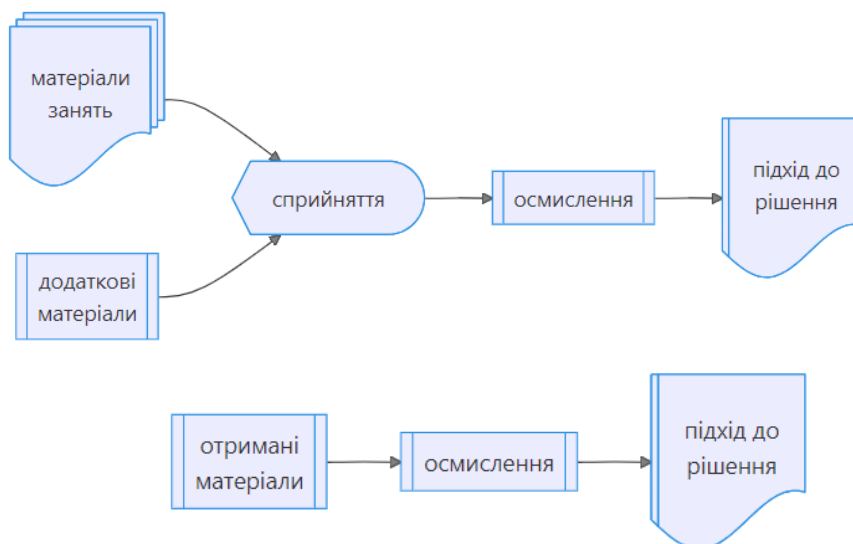 матеріали
занять
сприйняття
осмислення
підхід до
рішення
додаткові
матеріали
отримані
матеріали
осмислення
підхід до
рішення